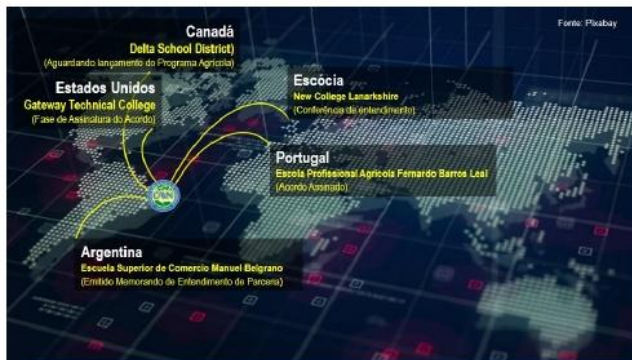 Fonte: Pixabay
Canadá
Delta School District)
(Aguardando lançamento do Programa Agrícola)
Estados Unidos
Gateway Technical College
(Fase de Assinatura do Acordo)
Escócia
New College Lanarkshire
(Conferência de entendimento)
Portugal
Escola Profissional Agrícola Fernardo Barros Leal
(Acordo Assinado)
Argentina
Escuela Superior de Comercio Manuel Belgrano
(Emitido Memorando de Entendimento de Parceria)